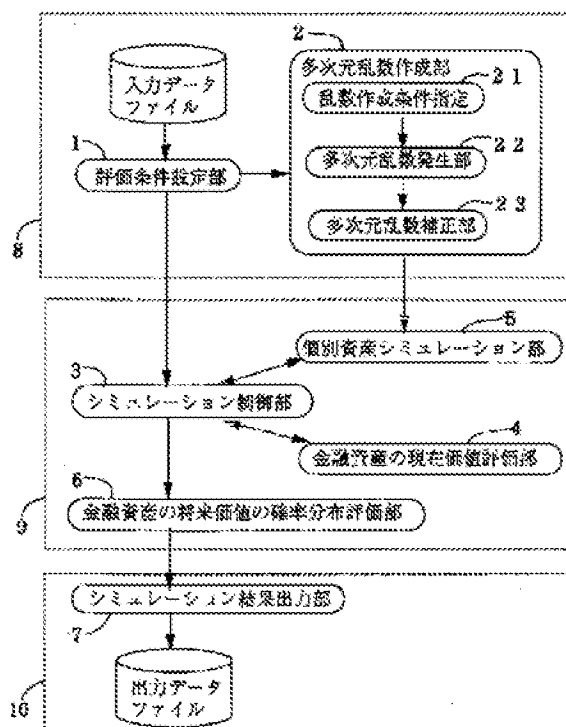 2
多次元乱数作成部
21
乱数作成条件指定
入力データ
ファイル
22
多次元乱数発生部
1
評価条件設定部
23
多次元乱数補正部
8
5
個別資産シミュレーション部
3
シミュレーション制御部
4
金融資産の現在価値評価部
6
金融資産の将来価値の確率分布評価部
9
シミュレーション結果出力部
7
出力データ
ファイル
10